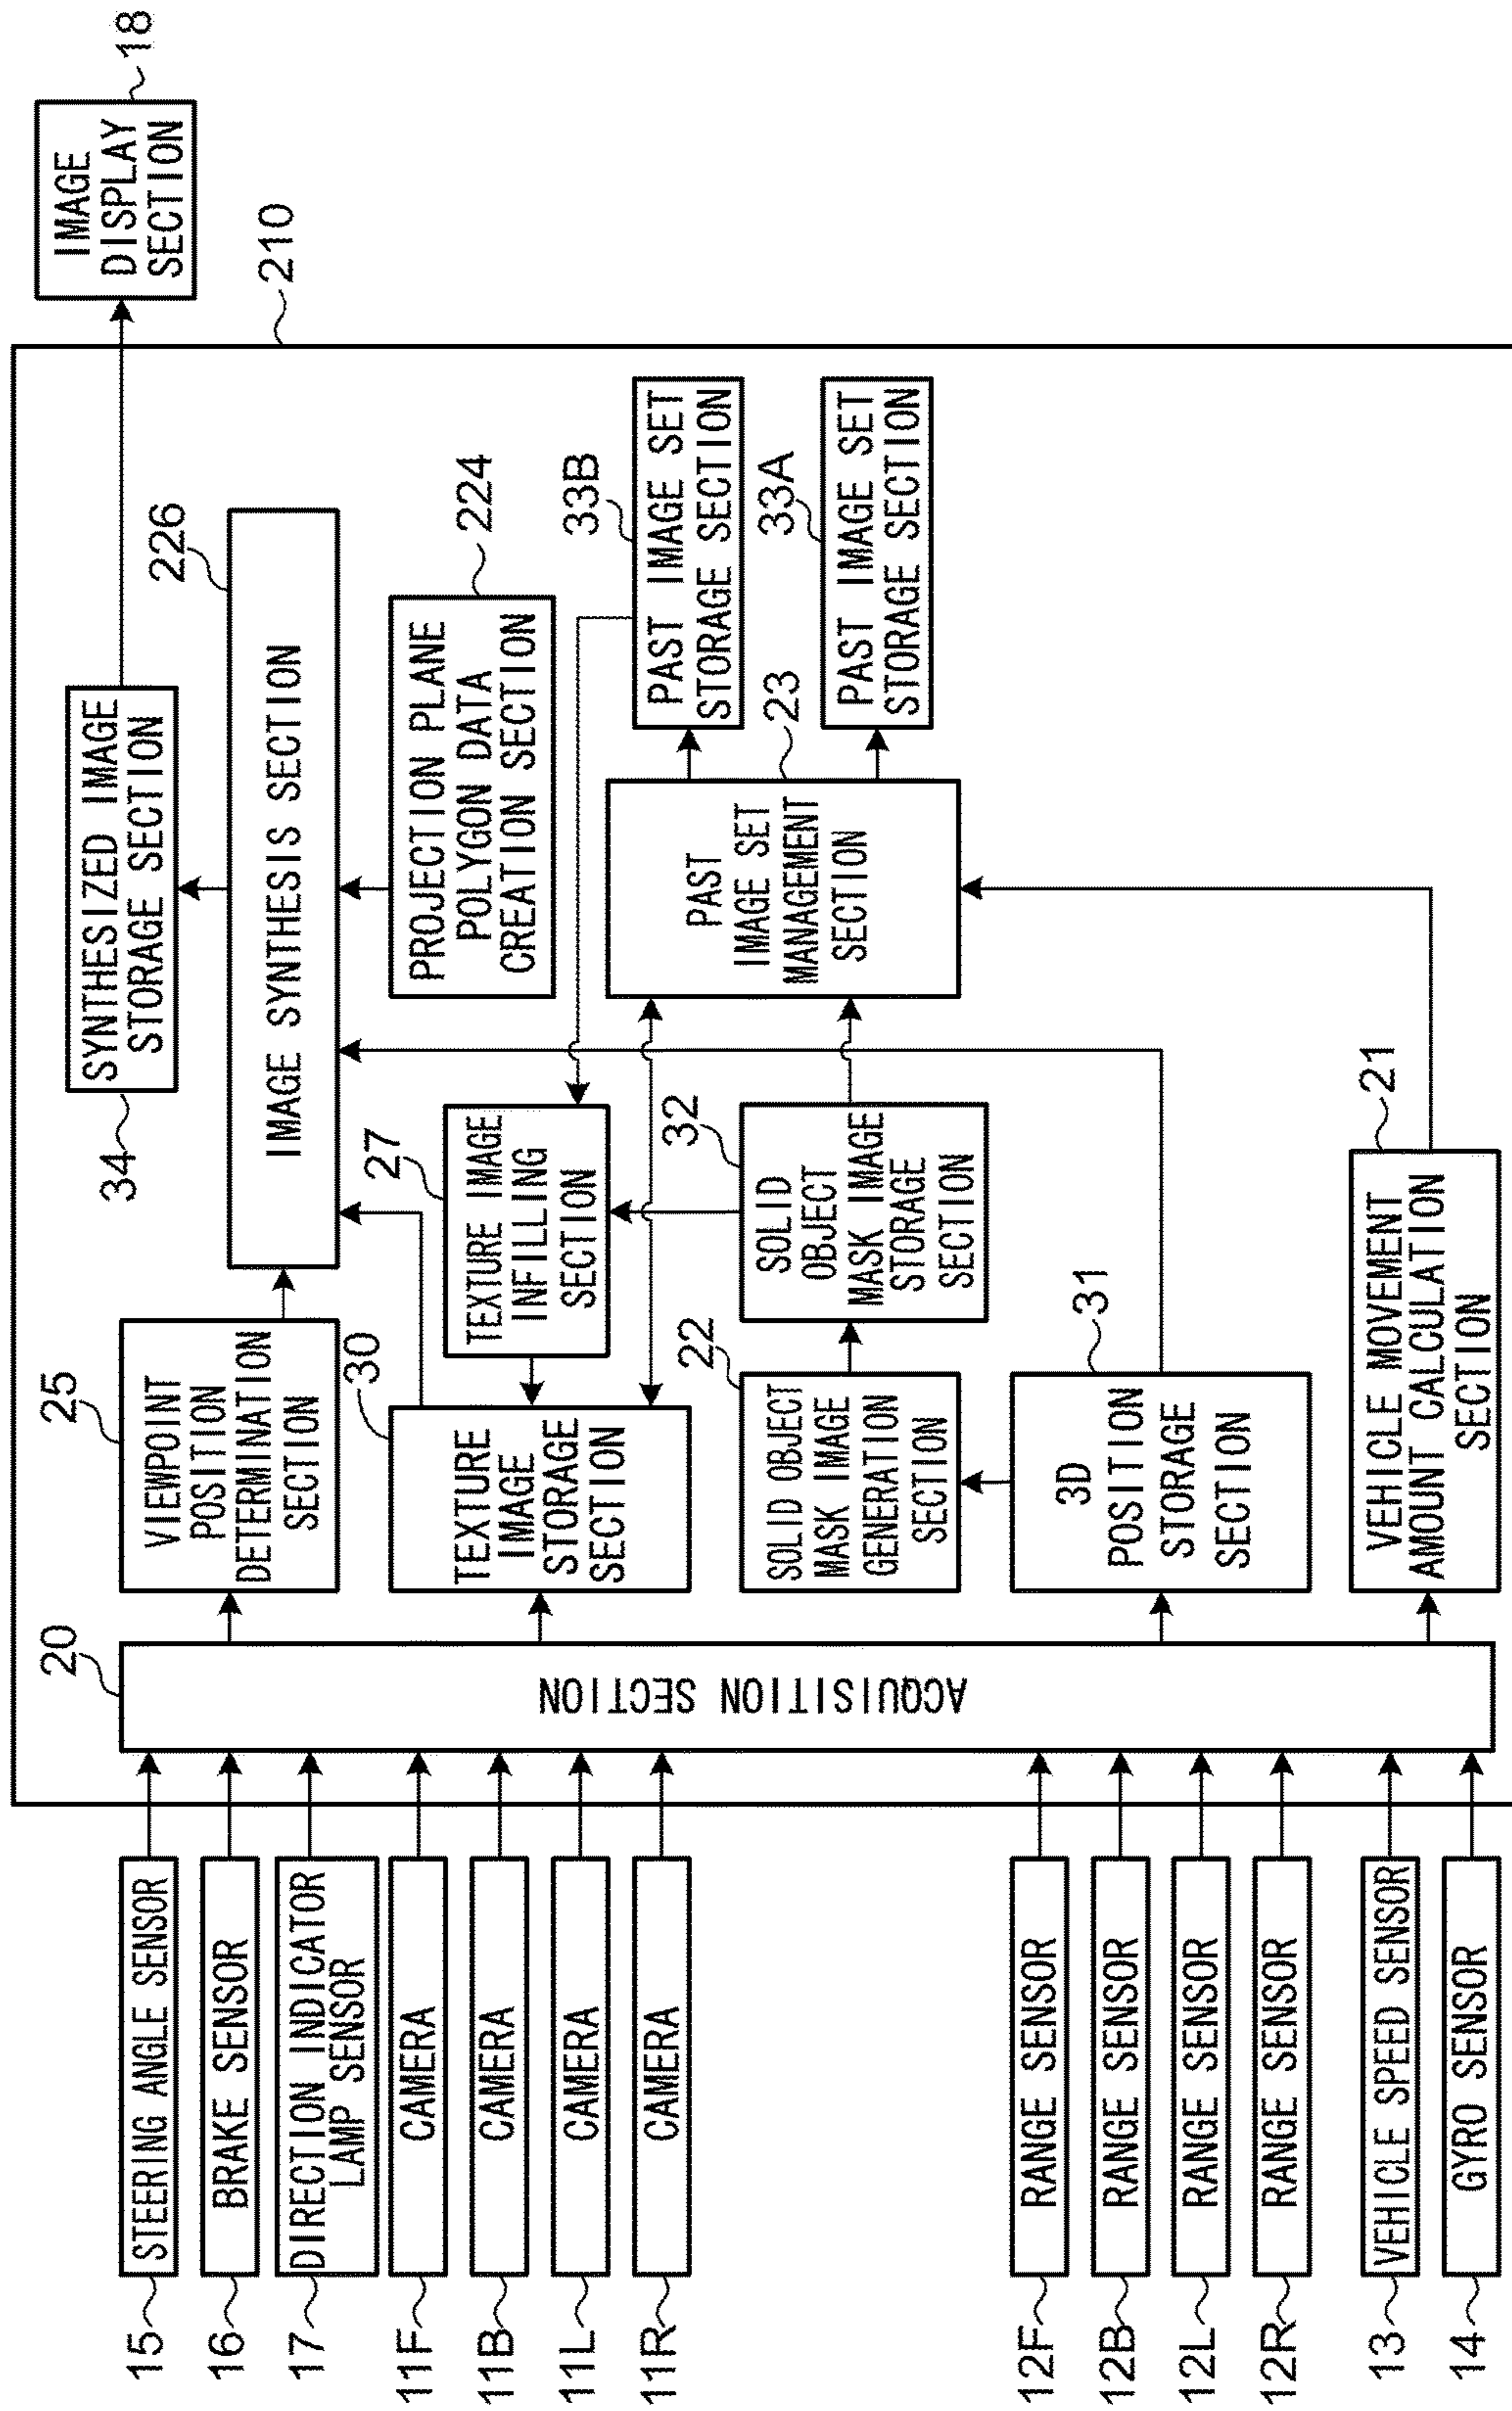 15
STEERING ANGLE SENSOR
16
BRAKE SENSOR
17
DIRECTION INDICATOR
LAMP SENSOR
11F
CAMERA
11B
CAMERA
11L
CAMERA
11R
CAMERA
12F
RANGE SENSOR
12B
RANGE SENSOR
12L
RANGE SENSOR
12R
RANGE SENSOR
13
VEHICLE SPEED SENSOR
14
GYRO SENSOR
20
ACQUISITION SECTION
25
VIEWPOINT
POSITION
DETERMINATION
SECTION
30
TEXTURE
IMAGE
STORAGE
SECTION
22
SOLID OBJECT
MASK IMAGE
GENERATION
SECTION
31
3D
POSITION
STORAGE
SECTION
21
VEHICLE MOVEMENT
AMOUNT CALCULATION
SECTION
27
TEXTURE IMAGE
INFILLING
SECTION
32
SOLID
OBJECT
MASK IMAGE
STORAGE
SECTION
34
SYNTHESIZED IMAGE
STORAGE SECTION
226
IMAGE SYNTHESIS SECTION
224
PROJECTION PLANE
POLYGON DATA
CREATION SECTION
23
PAST
IMAGE SET
MANAGEMENT
SECTION
33B
PAST IMAGE SET
STORAGE SECTION
33A
PAST IMAGE SET
STORAGE SECTION
210
18
IMAGE
DISPLAY
SECTION